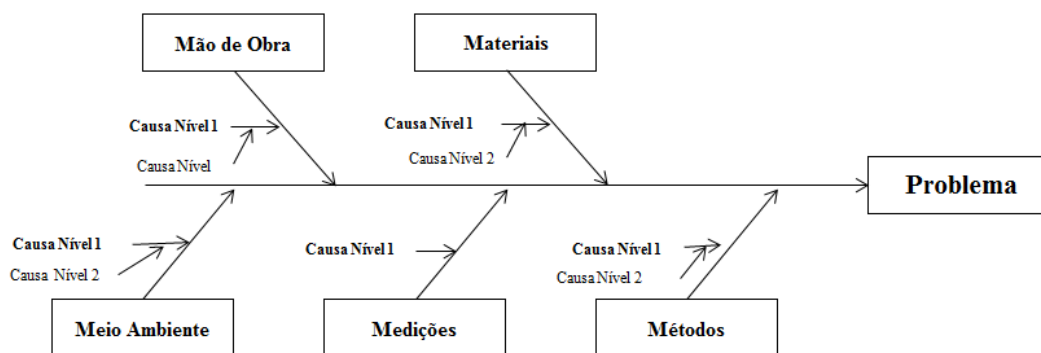 Mão de Obra
Materiais
Causa Nível 1
Causa Nível
Causa Nível 1
Causa Nível 2
Problema
Causa Nível 1
Causa Nível 2
Causa Nível 1
Causa Nível 1
Causa Nível 2
Meio Ambiente
Medições
Métodos